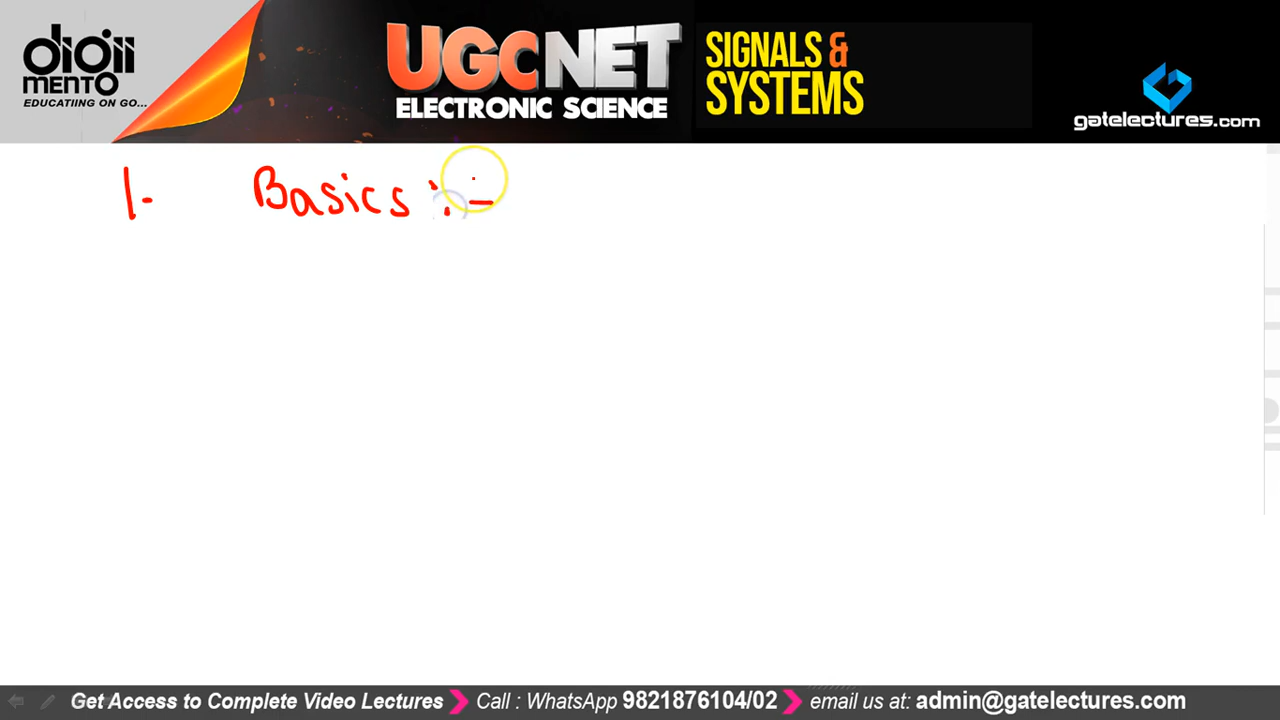 digiimento
EDUCATIING ON GO...
UGCNET
ELECTRONIC SCIENCE
SIGNALS &
SYSTEMS
gatelectures.com
1. Basics :-
Get Access to Complete Video Lectures Call : WhatsApp 9821876104/02 email us at: admin@gatelectures.com